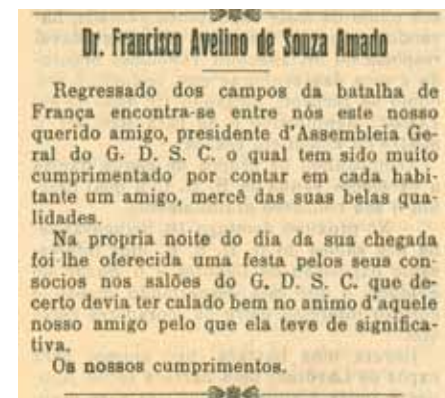 Dr. Francisco Avelino de Souza Amado
Regressado dos campos da batalha de
França encontra-se entre nós este nosso
querido amigo, presidente d'Assembleia Ge-
ral do G. D. S. C. o qual tem sido muito
cumprimentado por contar em cada habi-
tante um amigo, mercê das suas belas qua-
lidades.
Na propria noite do dia da sua chegada
foi-lhe oferecida uma festa pelos seus con-
socios nos salões do G. D. S. C. que de-
certo devia ter calado bem no animo d'aquele
nosso amigo pelo que ela teve de significa-
tiva.
Os nossos cumprimentos.